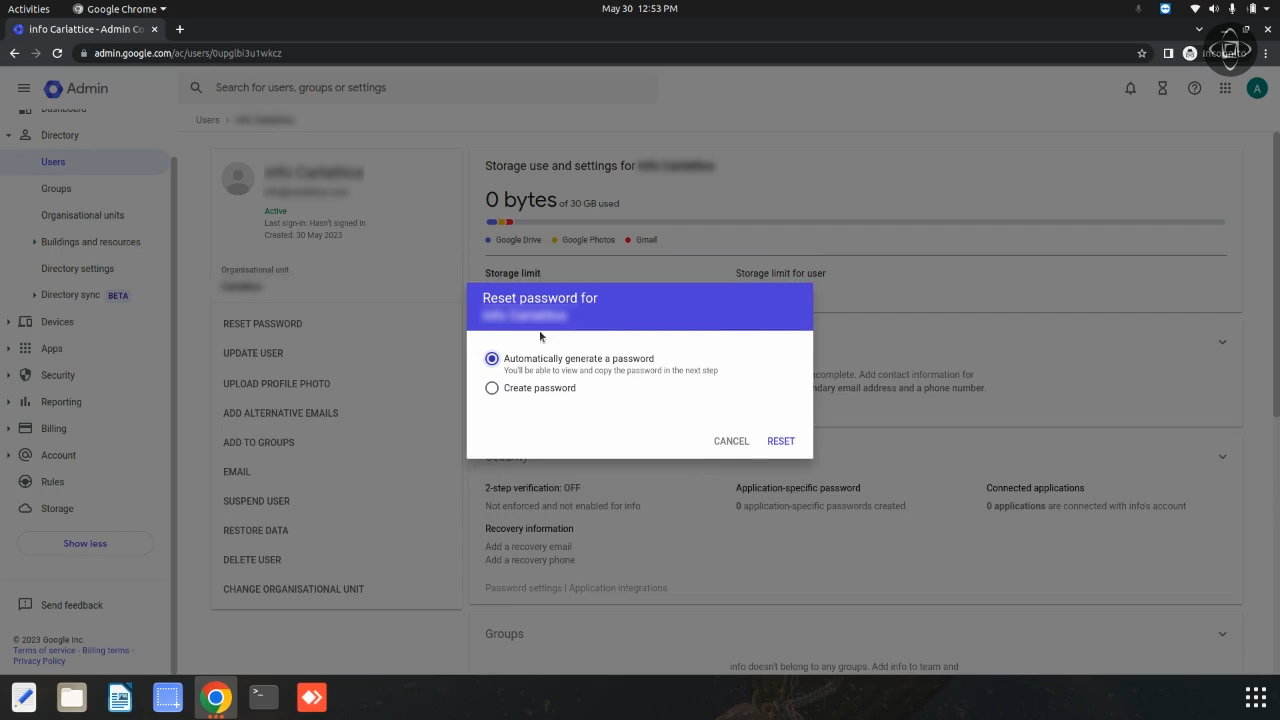 Activities
Google Chrome
May 30 12:53 PM
info Carlattice - Admin Co
admin.google.com/ac/users/0upglbi3u1wkcz
Incognito
Admin
Search for users, groups or settings
A
Dashboard
Directory
Users
Groups
Organisational units
Buildings and resources
Directory settings
Directory sync BETA
Devices
Apps
Security
Reporting
Billing
Account
Rules
Storage
Show less
Send feedback
© 2023 Google Inc.
Terms of service - Billing terms -
Privacy Policy
Users >
Active
Last sign-in: Hasn't signed in
Created: 30 May 2023
Organisational unit
RESET PASSWORD
UPDATE USER
UPLOAD PROFILE PHOTO
ADD ALTERNATIVE EMAILS
ADD TO GROUPS
EMAIL
SUSPEND USER
RESTORE DATA
DELETE USER
CHANGE ORGANISATIONAL UNIT
Storage use and settings for
0 bytes of 30 GB used
Google Drive
Google Photos
Gmail
Storage limit
Storage limit for user
Reset password for
Automatically generate a password
You'll be able to view and copy the password in the next step
Create password
CANCEL
RESET
incomplete. Add contact information for
ndary email address and a phone number.
Security
2-step verification: OFF
Not enforced and not enabled for info
Application-specific password
0 application-specific passwords created
Connected applications
0 applications are connected with info's account
Recovery information
Add a recovery email
Add a recovery phone
Password settings | Application integrations
Groups
info doesn't belong to any groups. Add info to team and